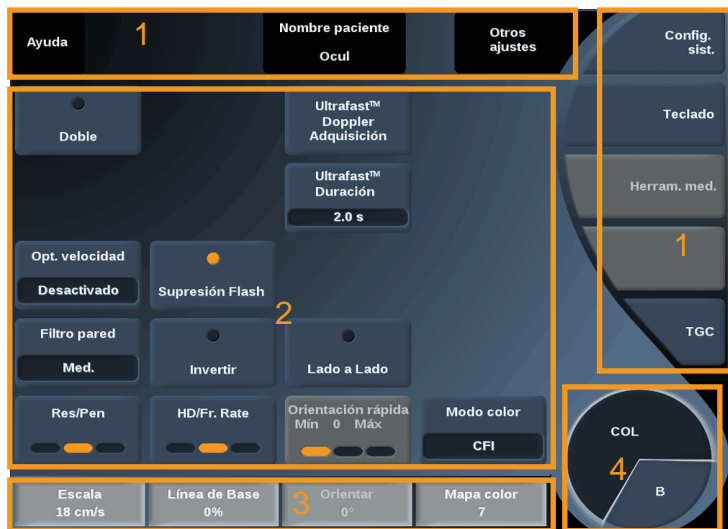 Ayuda
1
Nombre paciente
Ocul
Otros
ajustes
Config.
sist.
Doble
Ultrafast™
Doppler
Adquisición
Teclado
Ultrafast™
Duración
2.0 s
Herram. med.
1
Opt. velocidad
Desactivado
Supresión Flash
2
TGC
Filtro pared
Med.
Invertir
Lado a Lado
Res/Pen
HD/Fr. Rate
Orientación rápida
Mín 0 Máx
Modo color
CFI
COL
4
B
Escala
18 cm/s
Línea de Base
0%
3
Orientar
0°
Mapa color
7